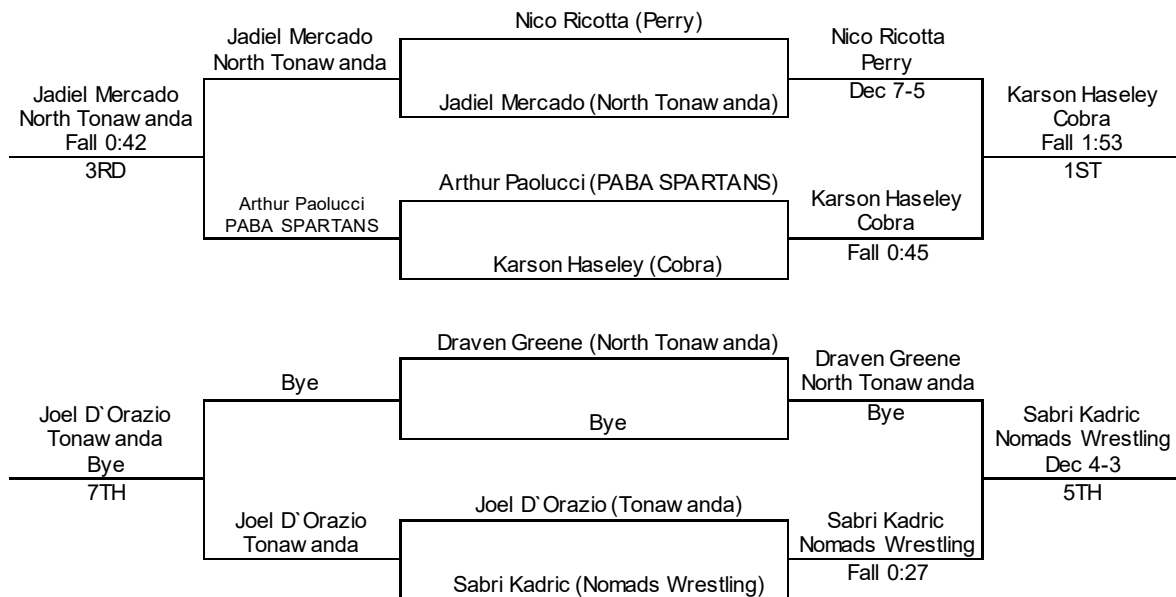 Nico Ricotta (Perry)
Jadiel Mercado
North Tonaw anda
Nico Ricotta
Perry
Dec 7-5
Jadiel Mercado
North Tonaw anda
Fall 0:42
3RD
Jadiel Mercado (North Tonaw anda)
Karson Haseley
Cobra
Fall 1:53
1ST
Arthur Paolucci (PABA SPARTANS)
Arthur Paolucci
PABA SPARTANS
Karson Haseley
Cobra
Fall 0:45
Karson Haseley (Cobra)
Draven Greene (North Tonaw anda)
Bye
Draven Greene
North Tonaw anda
Bye
Joel D`Orazio
Tonaw anda
Bye
7TH
Bye
Sabri Kadric
Nomads Wrestling
Dec 4-3
5TH
Joel D`Orazio (Tonaw anda)
Joel D`Orazio
Tonaw anda
Sabri Kadric
Nomads Wrestling
Fall 0:27
Sabri Kadric (Nomads Wrestling)